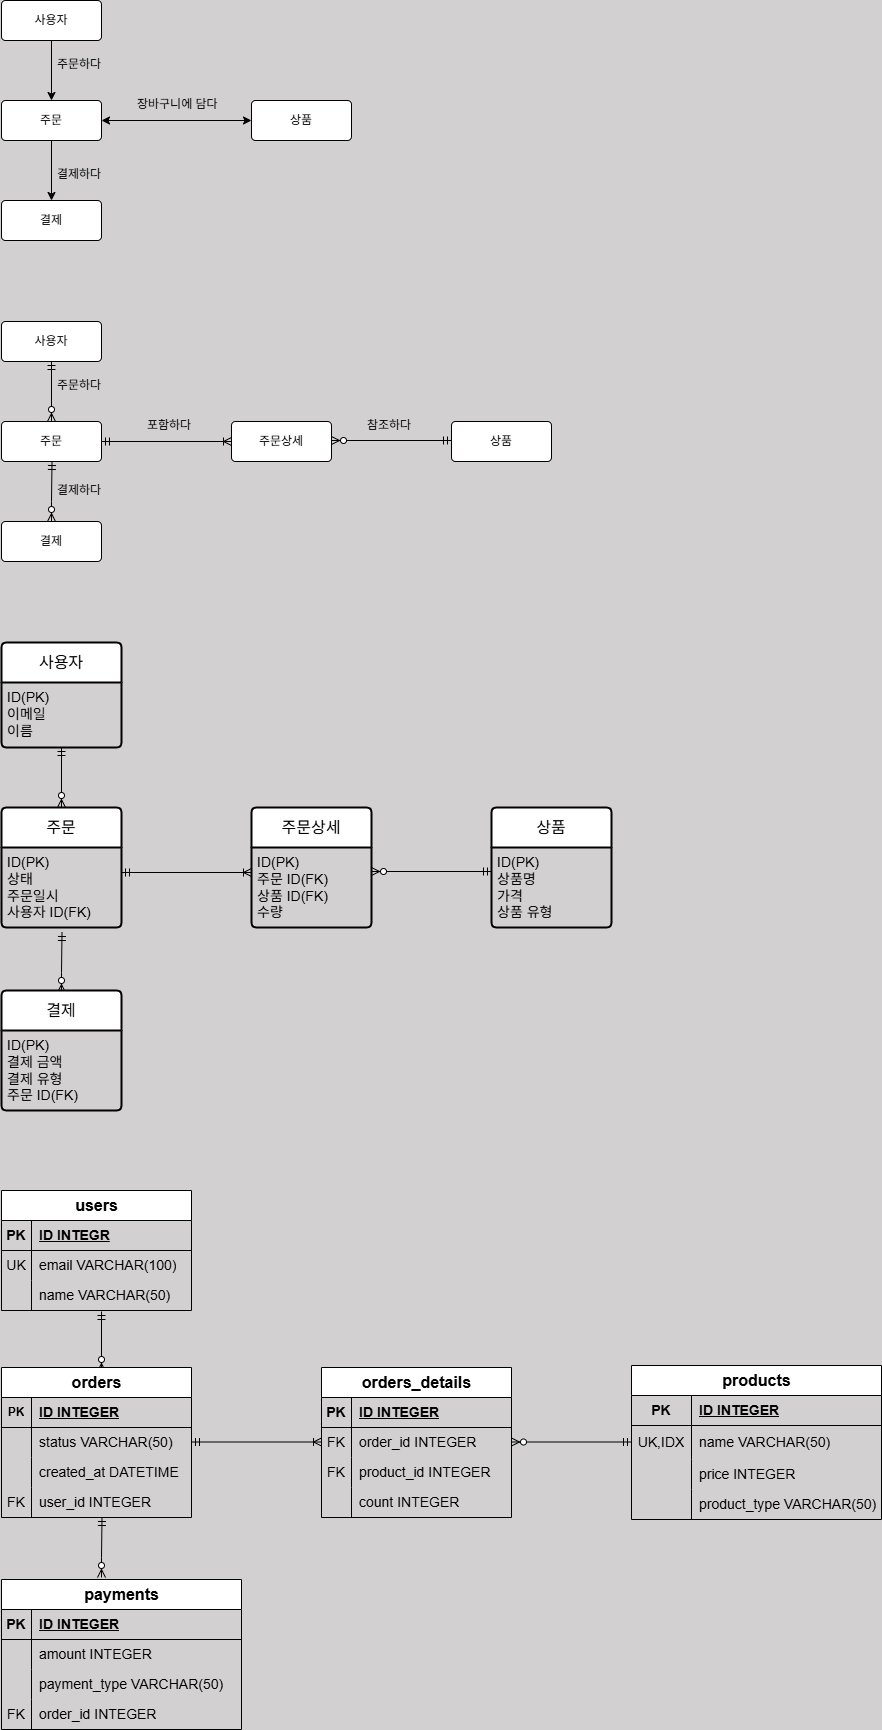 사용자
주문하다
주문
장바구니에 담다
상품
결제하다
결제
사용자
주문하다
주문
포함하다
주문상세
참조하다
상품
결제하다
결제
사용자
ID(PK)
이메일
이름
주문
ID(PK)
상태
주문일시
사용자 ID(FK)
주문상세
ID(PK)
주문 ID(FK)
상품 ID(FK)
수량
상품
ID(PK)
상품명
가격
상품 유형
결제
ID(PK)
결제 금액
결제 유형
주문 ID(FK)
users
PK ID INTEGR
UK email VARCHAR(100)
name VARCHAR(50)
orders
PK ID INTEGER
status VARCHAR(50)
created_at DATETIME
FK user_id INTEGER
orders_details
PK ID INTEGER
FK order_id INTEGER
FK product_id INTEGER
count INTEGER
products
PK ID INTEGER
UK,IDX name VARCHAR(50)
price INTEGER
product_type VARCHAR(50)
payments
PK ID INTEGER
amount INTEGER
payment_type VARCHAR(50)
FK order_id INTEGER